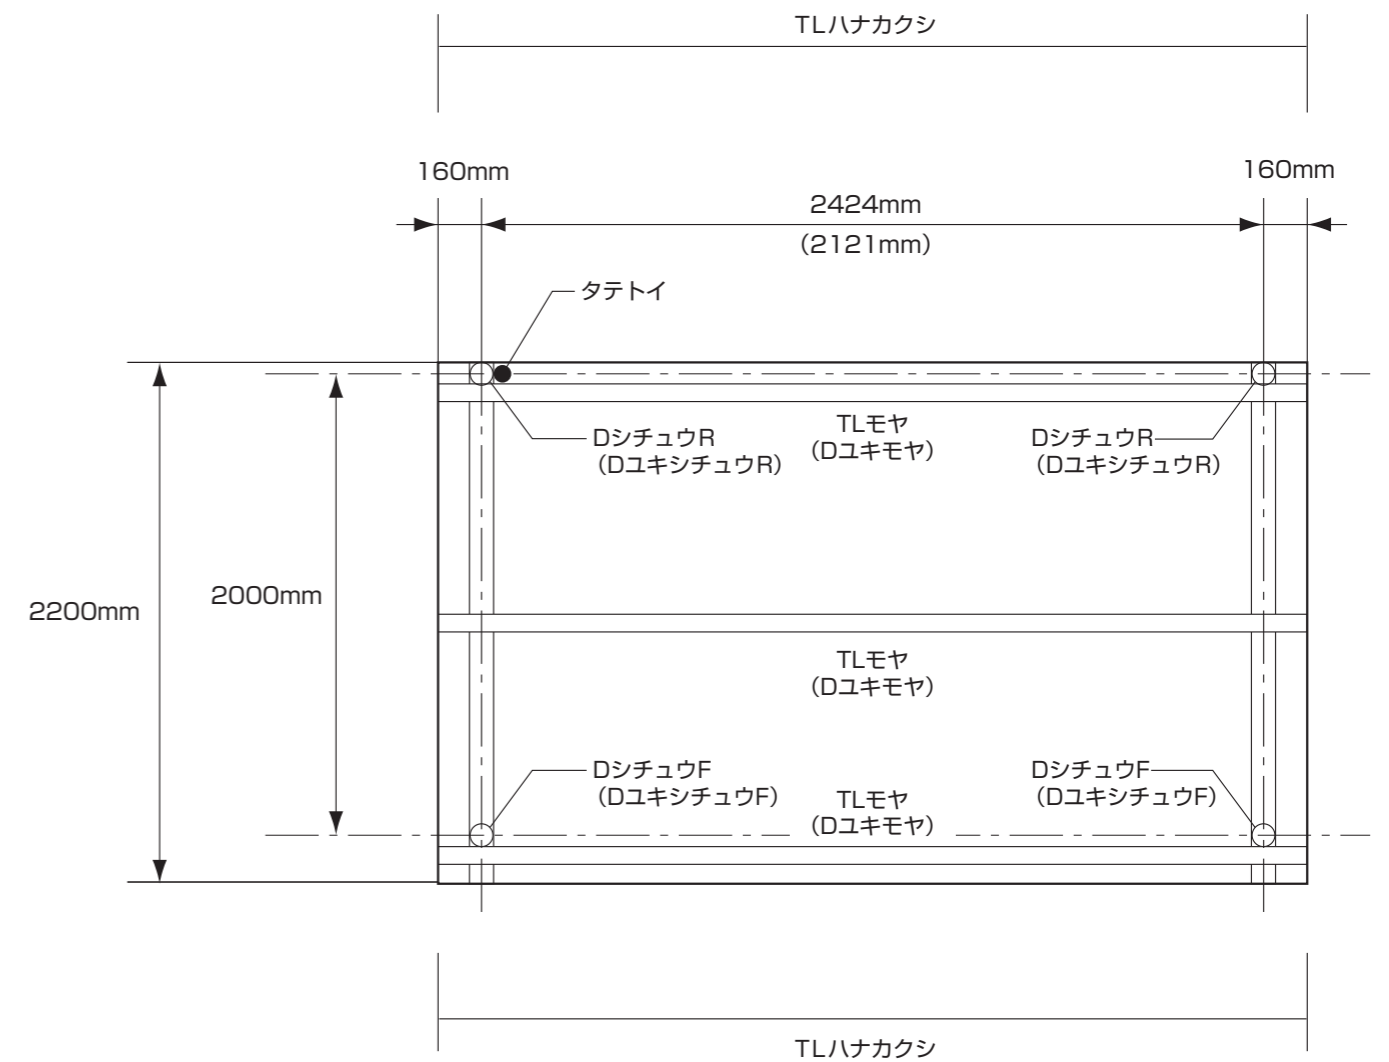 TLハナカクシ
160mm
160mm
2424mm
（2121mm）
タテトイ
DシチュウR
（DユキシチュウR）
TLモヤ
（Dユキモヤ）
DシチュウR
（DユキシチュウR）
2200mm
2000mm
TLモヤ
（Dユキモヤ）
DシチュウF
（DユキシチュウF）
TLモヤ
（Dユキモヤ）
DシチュウF
（DユキシチュウF）
TLハナカクシ